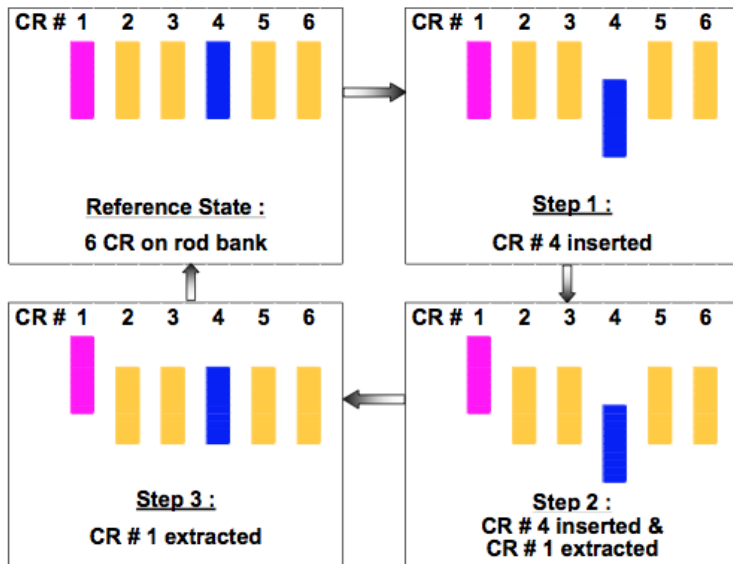 CR # 1 2 3 4 5 6
Reference State :
6 CR on rod bank
CR # 1 2 3 4 5 6
Step 1 :
CR # 4 inserted
CR # 1 2 3 4 5 6
Step 3 :
CR # 1 extracted
CR # 1 2 3 4 5 6
Step 2 :
CR # 4 inserted &
CR # 1 extracted